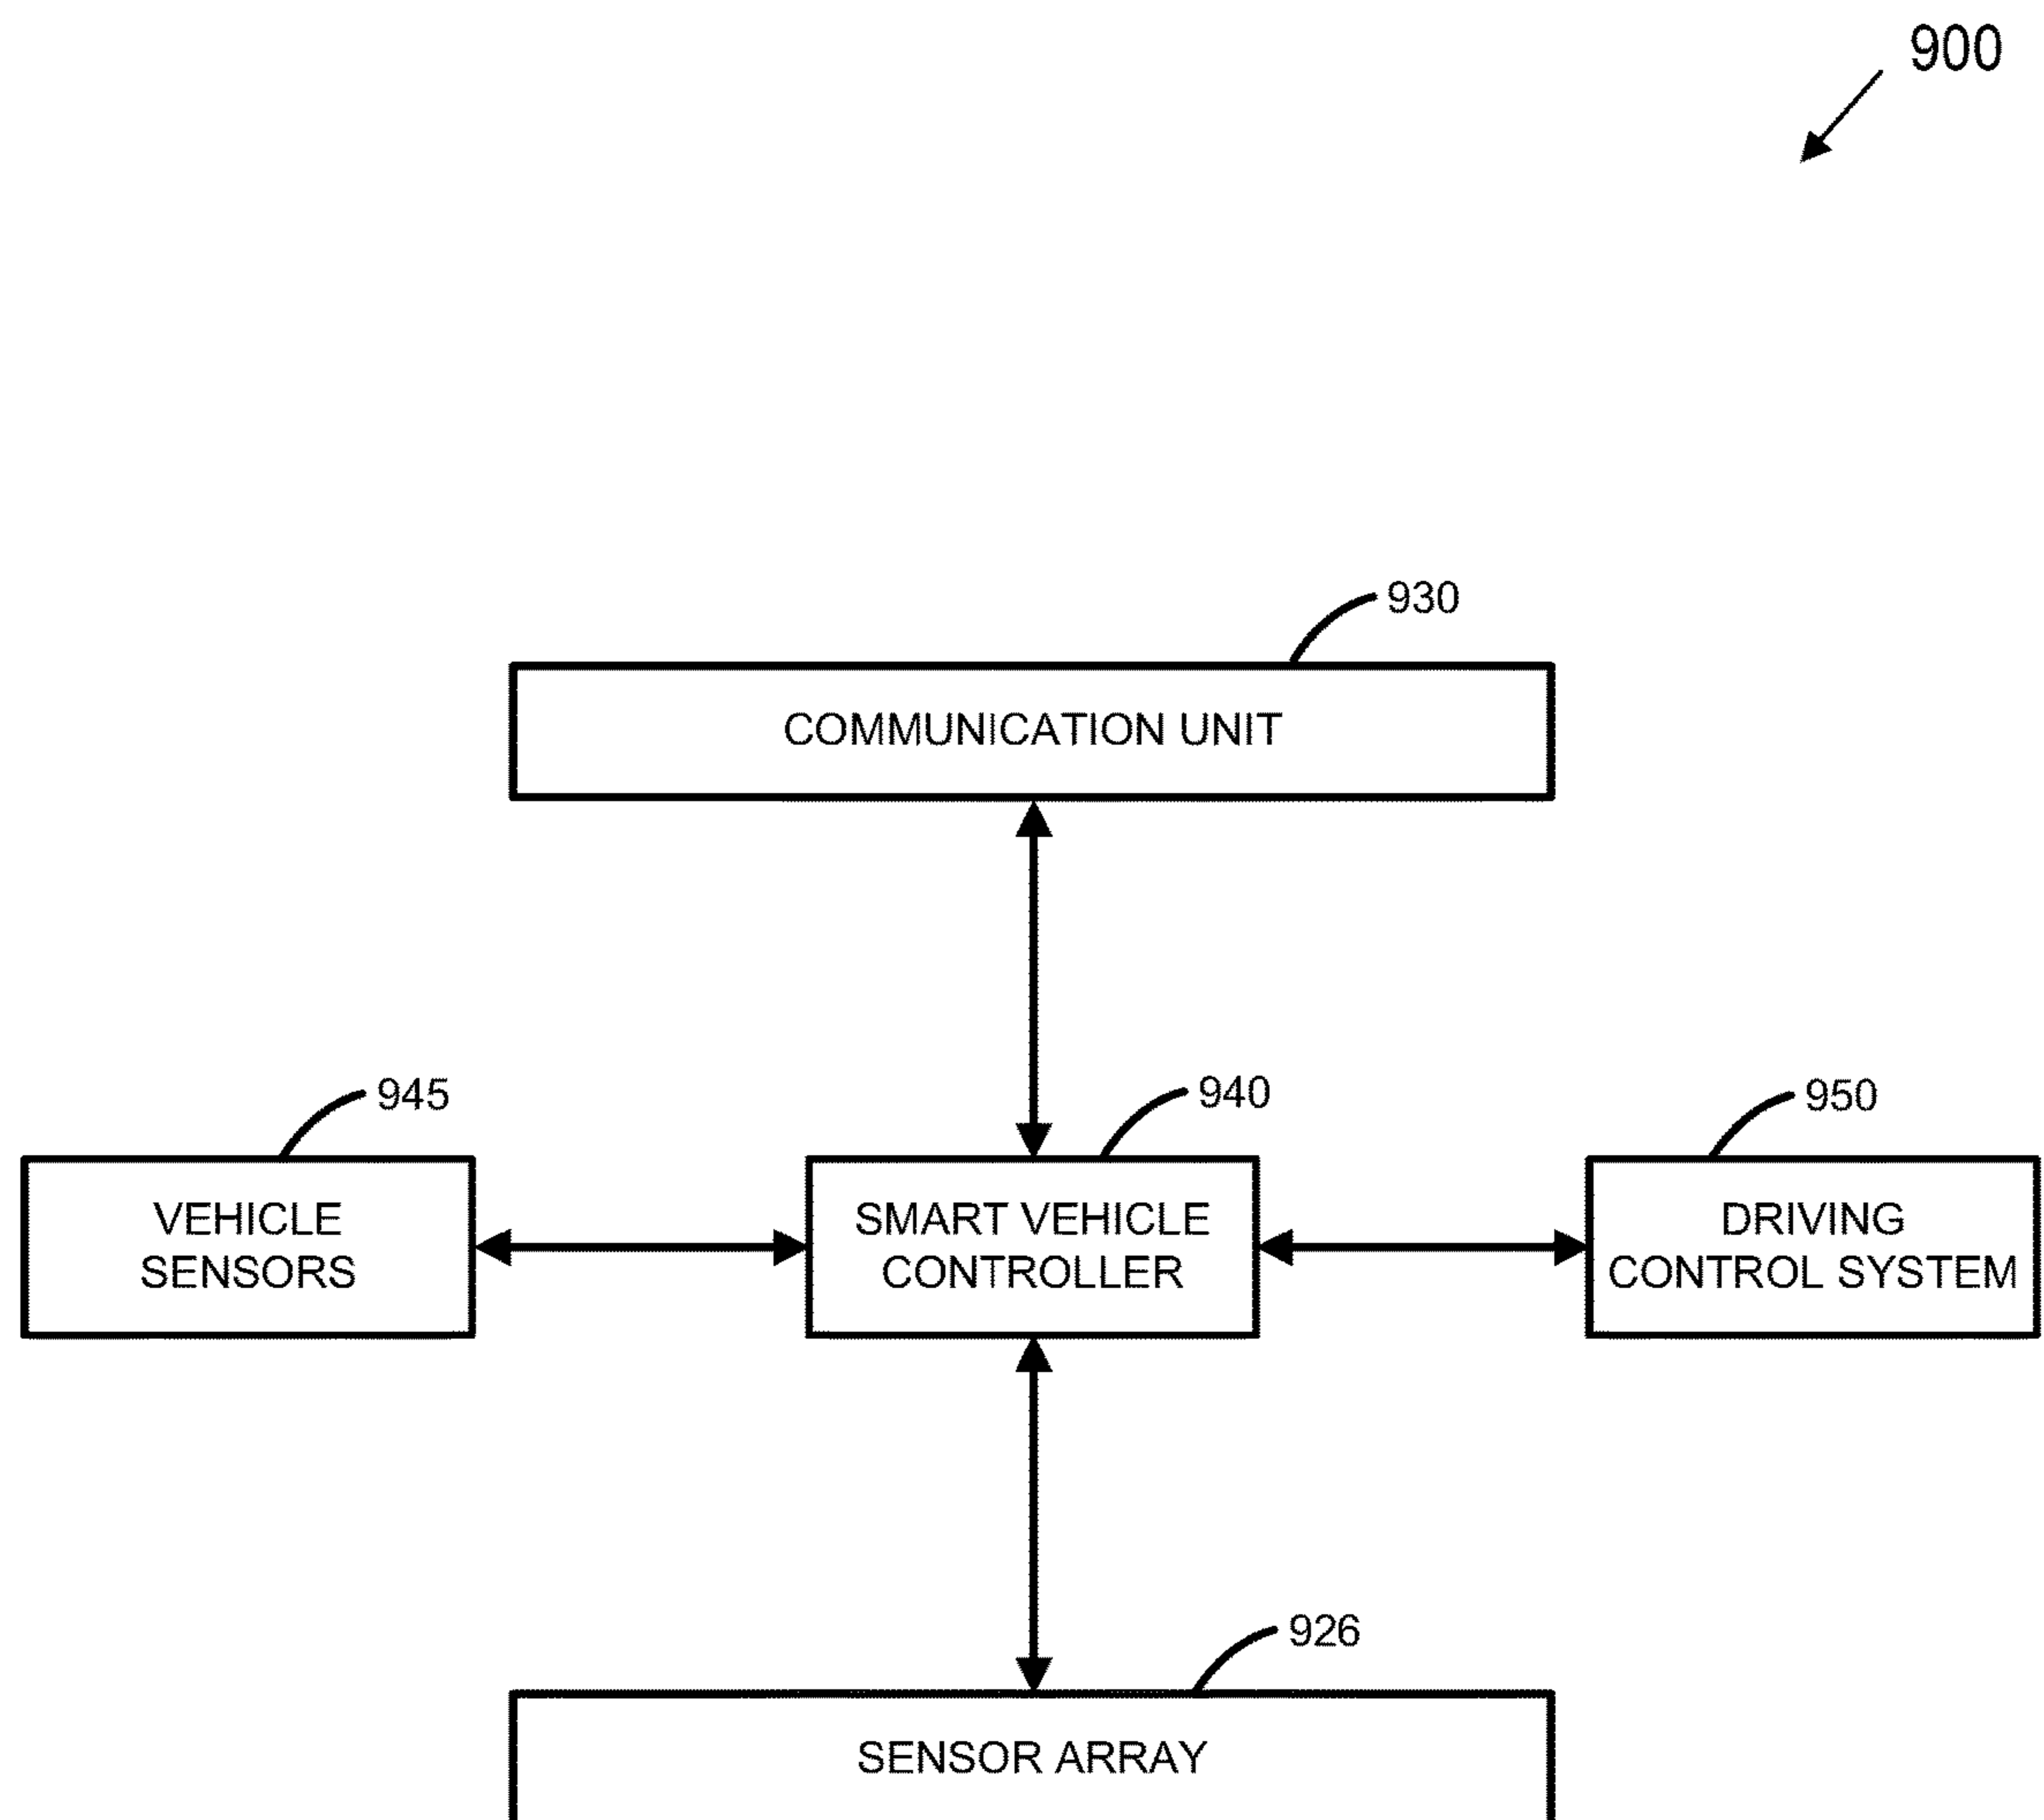 900
930
COMMUNICATION UNIT
945
940
950
VEHICLE
SENSORS
SMART VEHICLE
CONTROLLER
DRIVING
CONTROL SYSTEM
926
SENSOR ARRAY